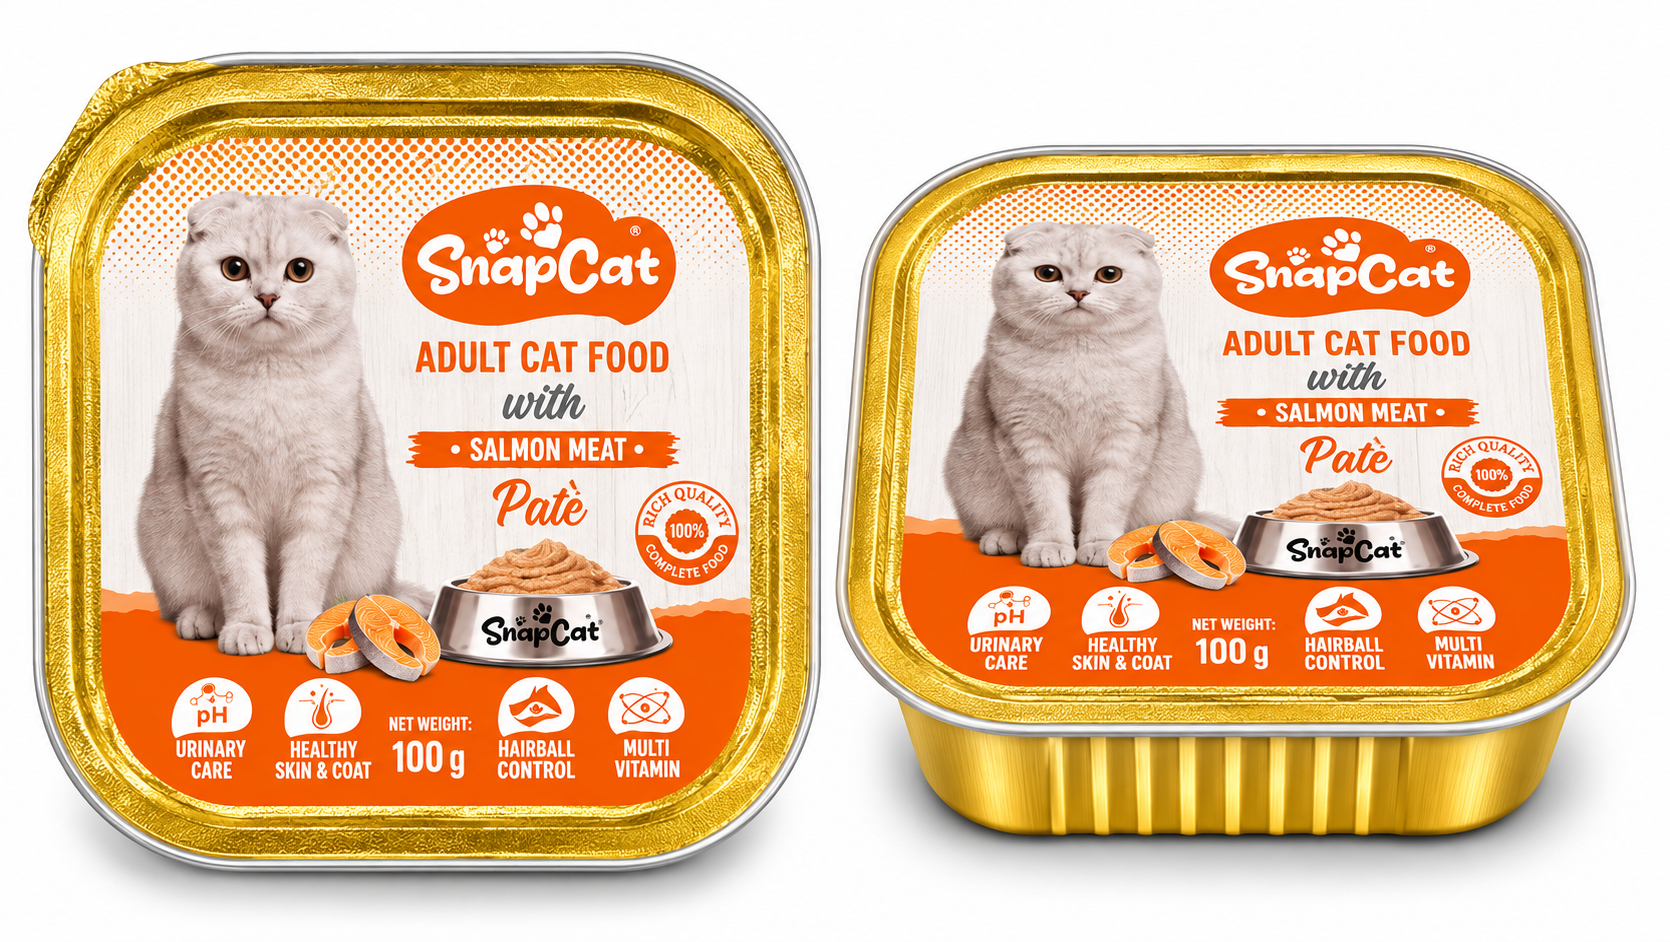 SnapCat®
ADULT CAT FOOD
with
• SALMON MEAT •
Patè
RICH QUALITY
100%
COMPLETE FOOD
SnapCat
pH
URINARY
CARE
HEALTHY
SKIN & COAT
NET WEIGHT:
100 g
HAIRBALL
CONTROL
MULTI
VITAMIN
SnapCat®
ADULT CAT FOOD
with
• SALMON MEAT •
Patè
RICH QUALITY
100%
COMPLETE FOOD
SnapCat
pH
URINARY
CARE
HEALTHY
SKIN & COAT
NET WEIGHT:
100 g
HAIRBALL
CONTROL
MULTI
VITAMIN